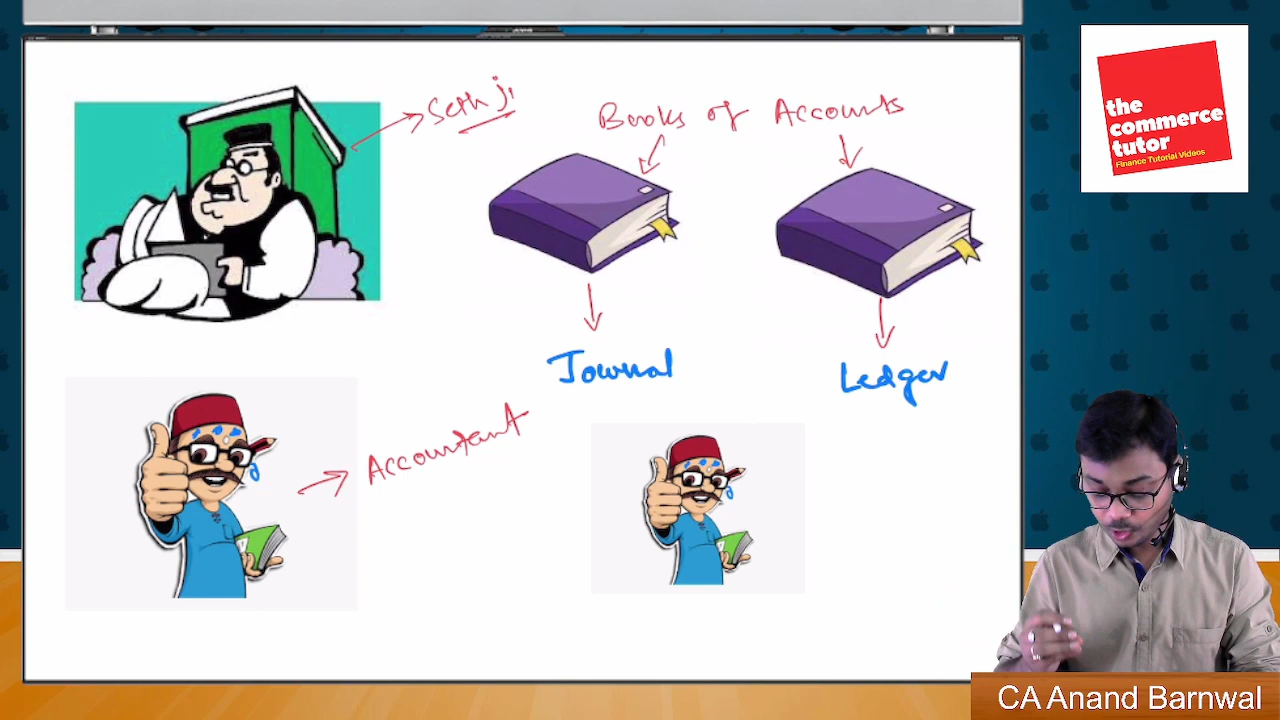 Seth ji
Books of Accounts
Journal
Ledger
Accountant
the
commerce
tutor
Finance Tutorial Videos
CA Anand Barnwal